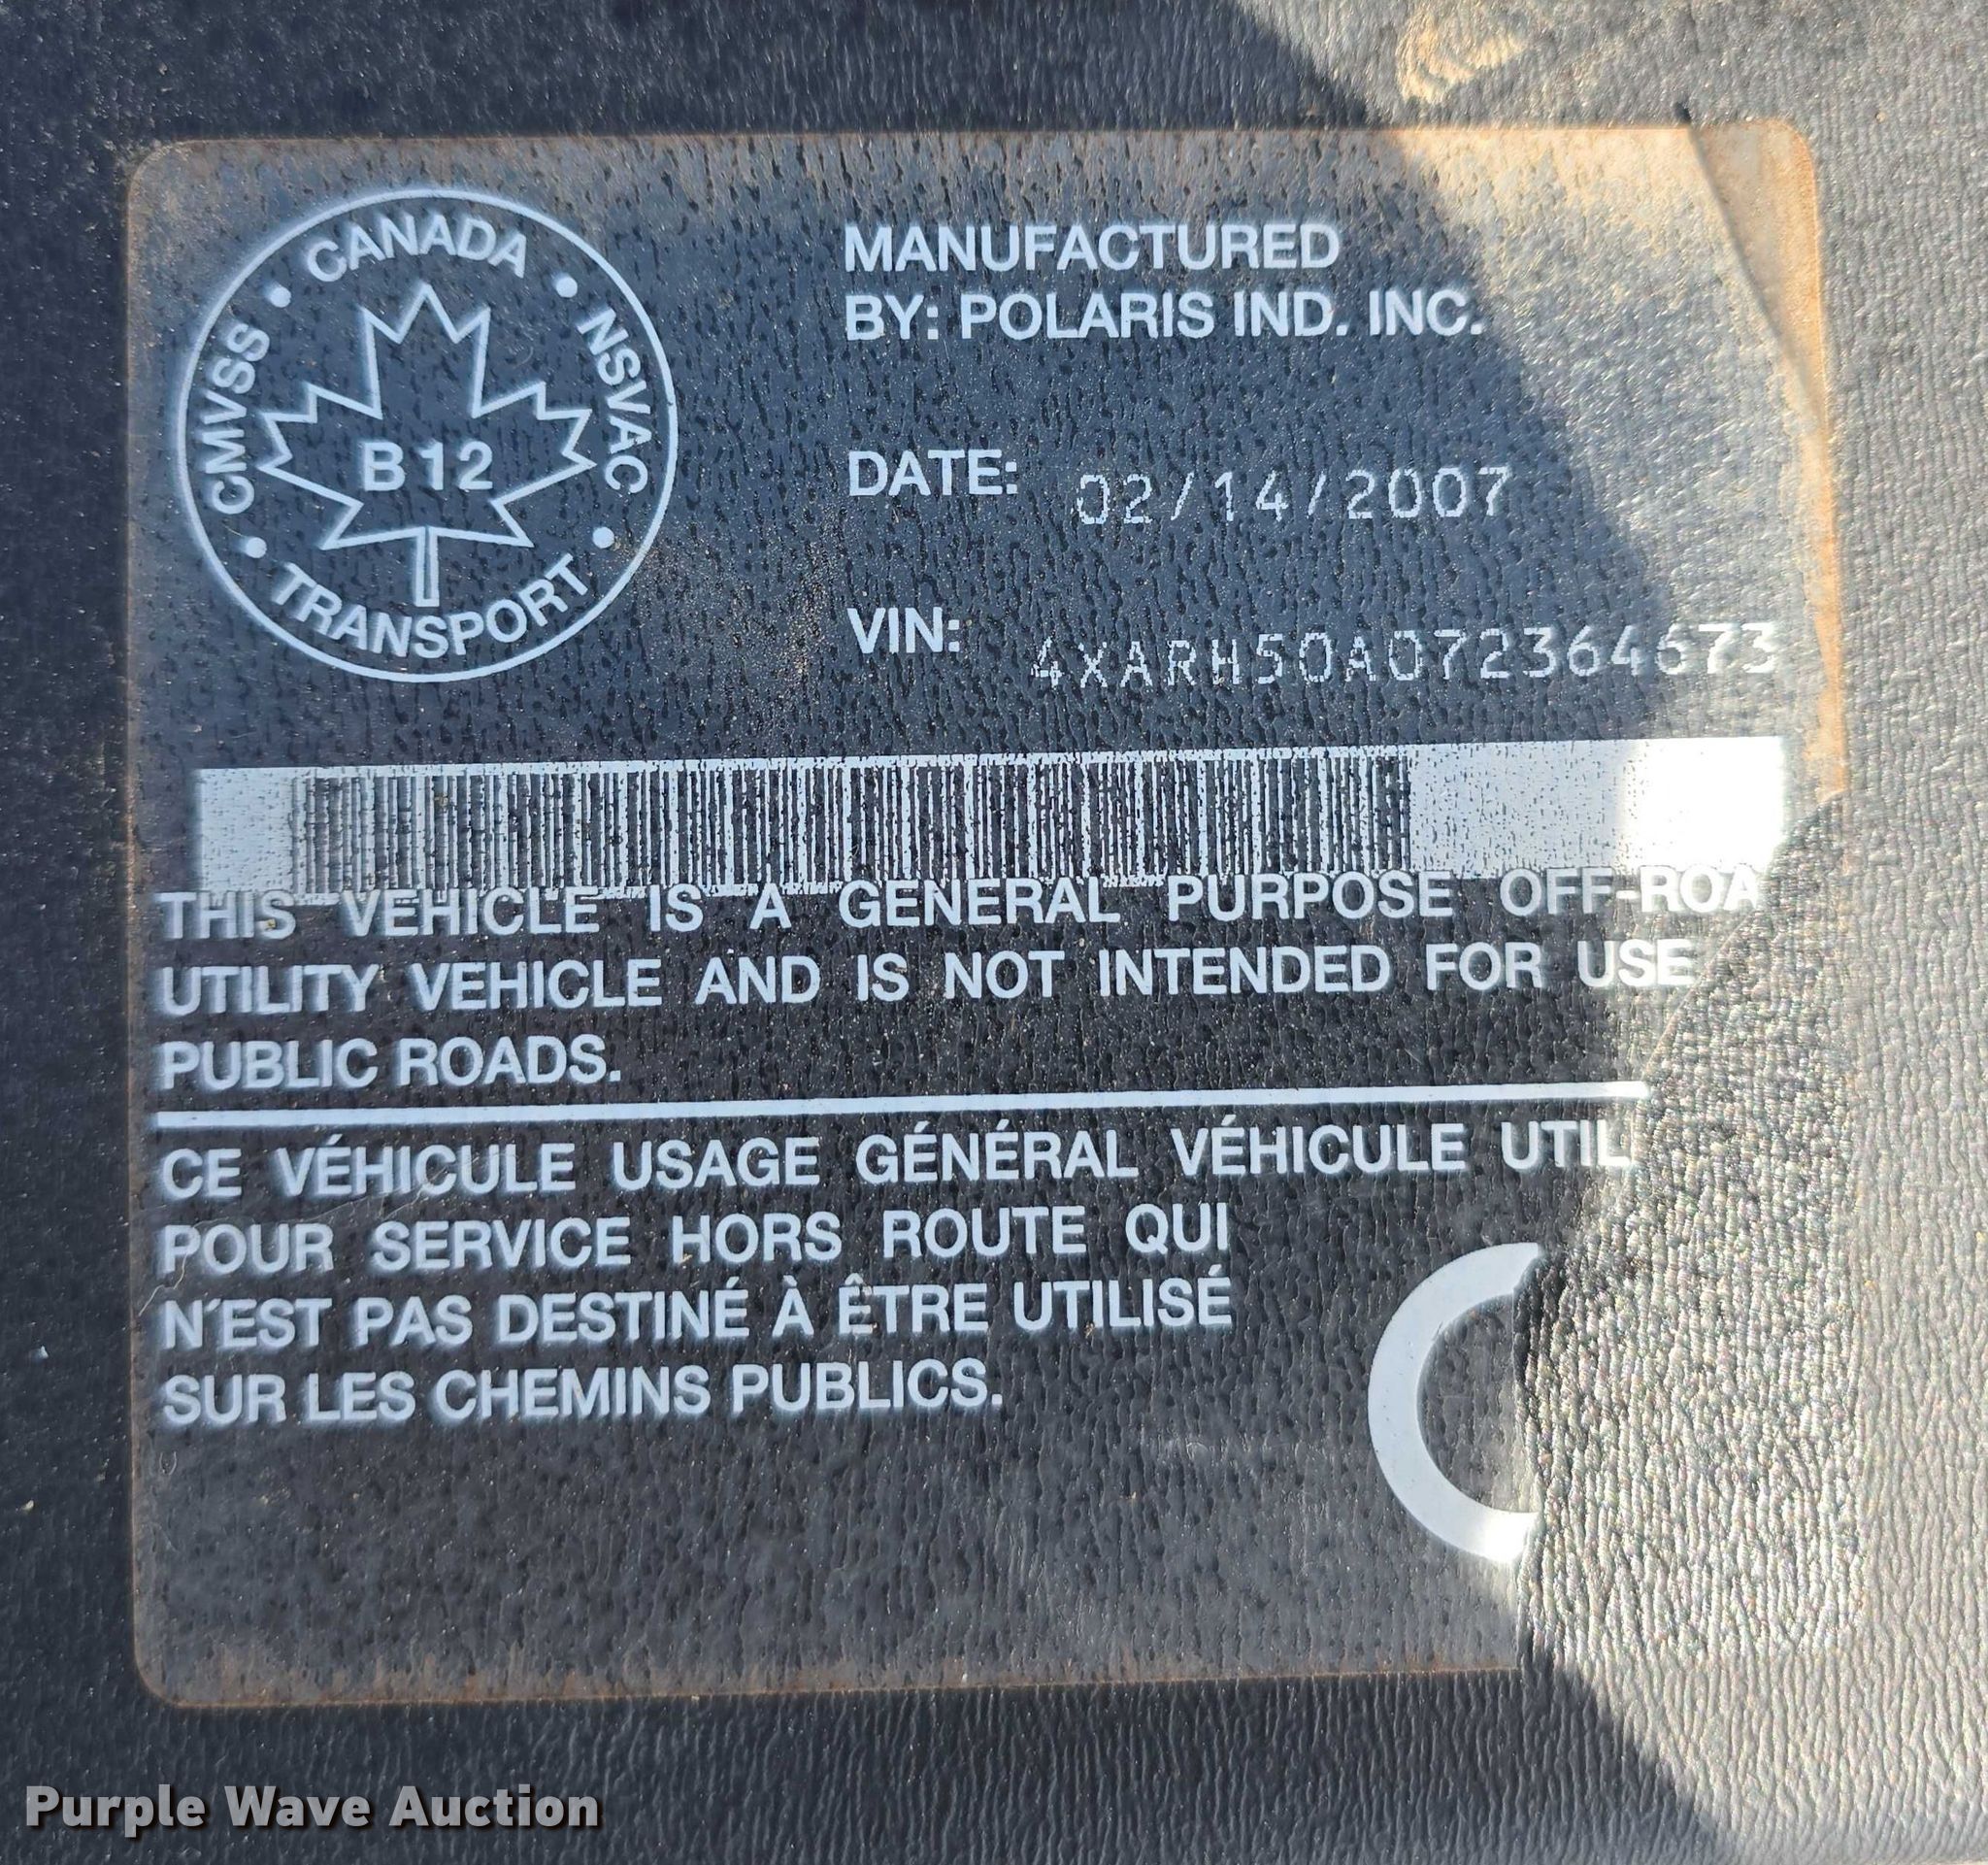 CANADA
CMVSS
NSVAC
B12
TRANSPORT
MANUFACTURED
BY: POLARIS IND. INC.
DATE: 02/14/2007
VIN: 4XARH50A072364673
THIS VEHICLE IS A GENERAL PURPOSE OFF-ROA
UTILITY VEHICLE AND IS NOT INTENDED FOR USE
PUBLIC ROADS.
CE VÉHICULE USAGE GÉNÉRAL VÉHICULE UTIL
POUR SERVICE HORS ROUTE QUI
N'EST PAS DESTINÉ À ÊTRE UTILISÉ
SUR LES CHEMINS PUBLICS.
Purple Wave Auction